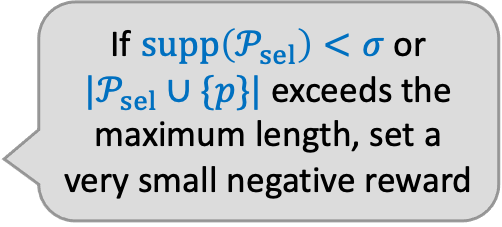 If supp(𝒫sel) < σ or
|𝒫sel ∪ {p}| exceeds the
maximum length, set a
very small negative reward